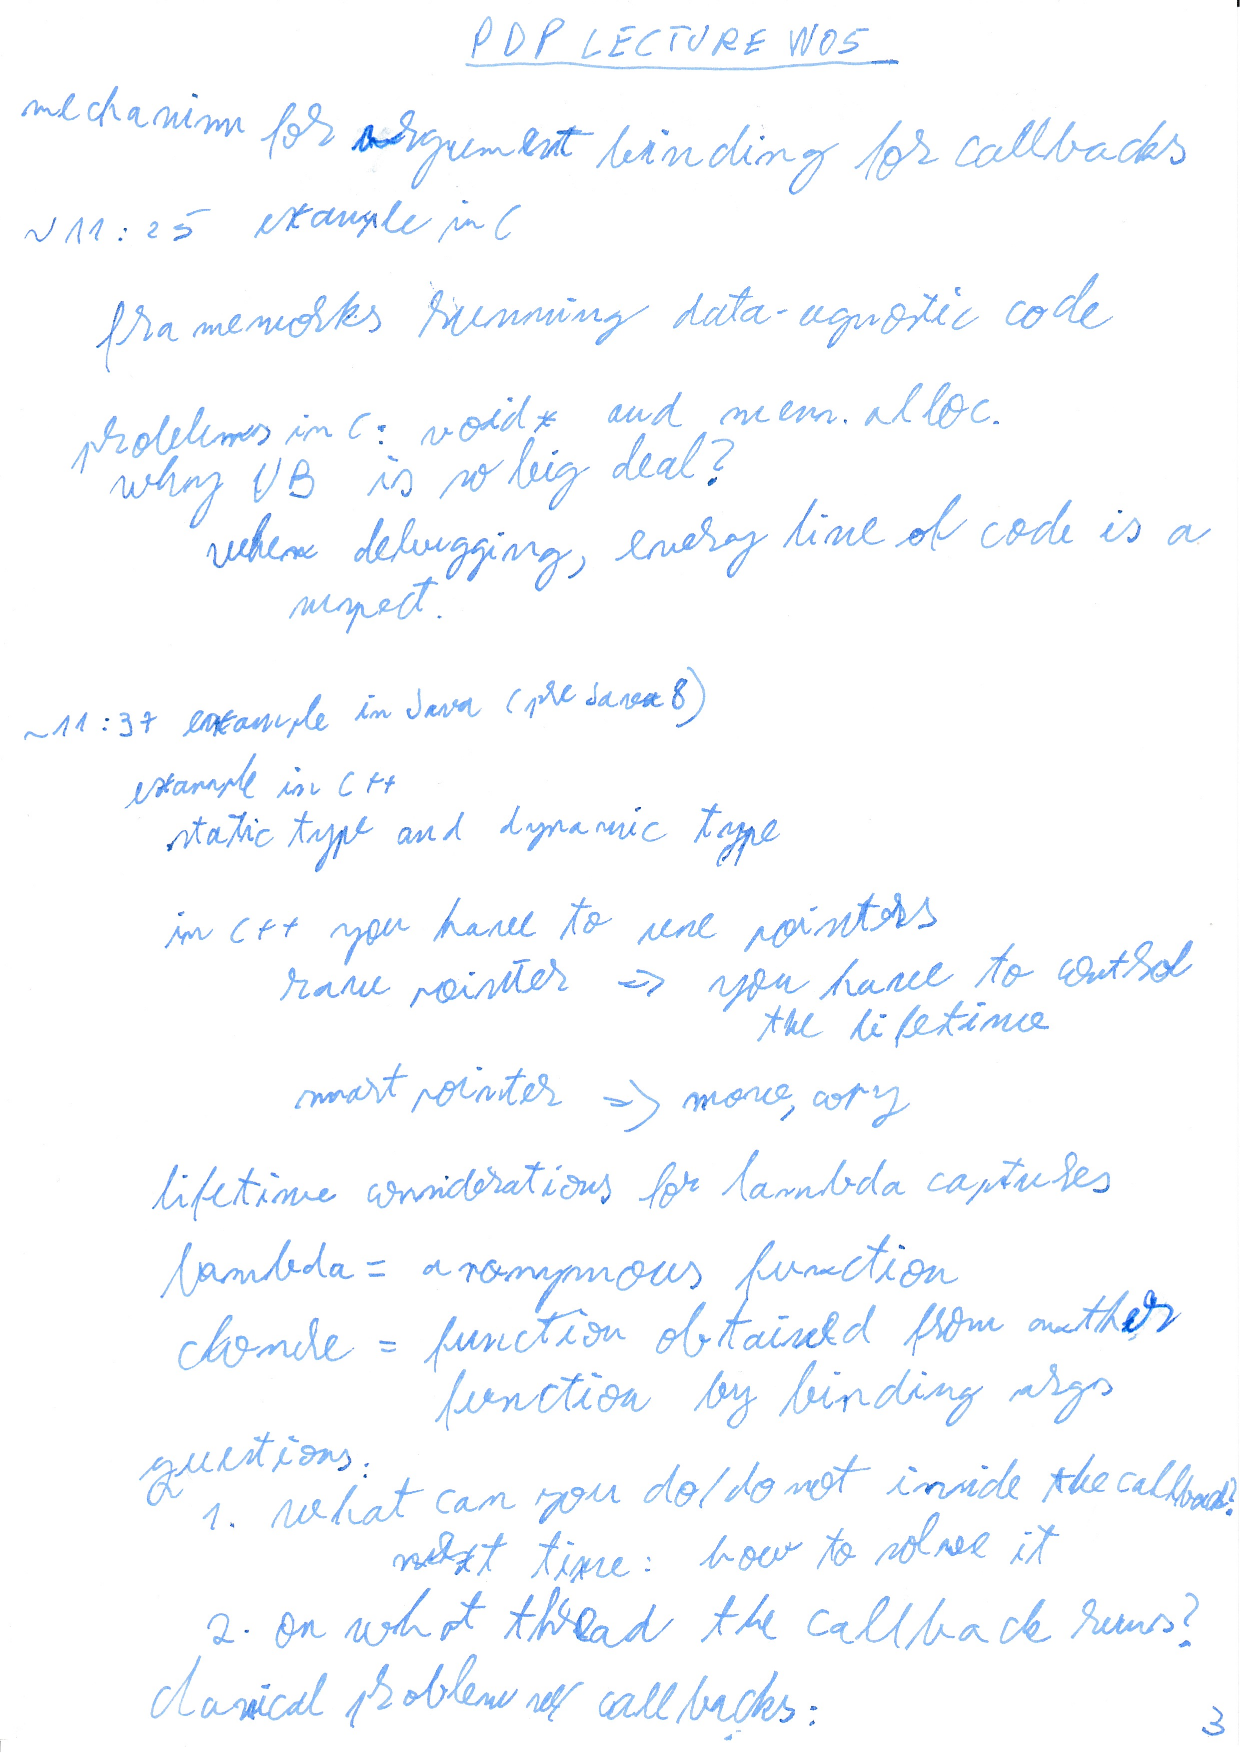 PDP LECTURE W05
mechanism for argument binding for callbacks
~11:25 example in C
frameworks running data-agnostic code
problems in C: void* and mem. alloc.
why UB is so big deal?
when debugging, every line of code is a
suspect.
~11:37 example in Java (pre Java 8)
example in C++
static type and dynamic type
in C++ you have to use pointers
raw pointer => you have to control
the lifetime
smart pointer => move, copy
lifetime considerations for lambda captures
lambda = anonymous function
closure = function obtained from another
function by binding args
questions:
1. what can you do/do not inside the callback?
next time: how to solve it
2. on what thread the callback runs?
classical problem w/ callbacks:
3